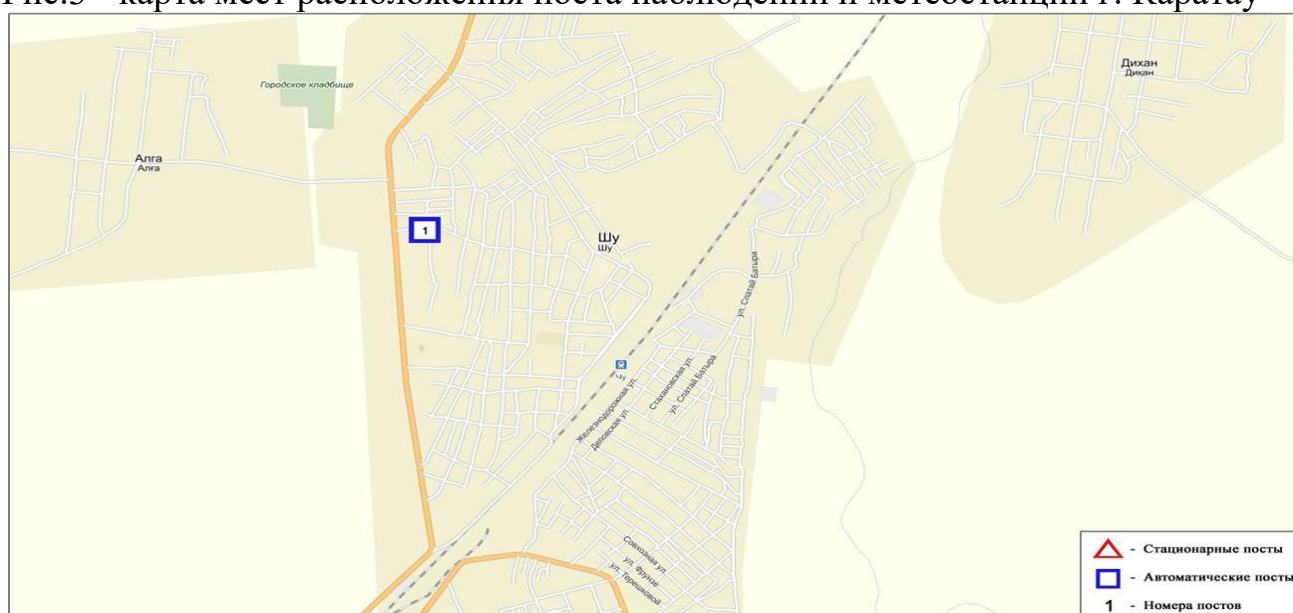 Рис.3 – карта мест расположения поста наблюдений и метеостанции г. Каратау
Дихан
Дикан
Городское кладбище
Алга
Алға
1
Шу
Шу
ул. Спатай Батыра
Стахановская ул.
ул. Спатай Батыра
Железнодорожная ул.
Деповская ул.
Совхозная ул.
ул. Фрунзе
ул. Терешковой
- Стационарные посты
- Автоматические посты
1 - Номера постов